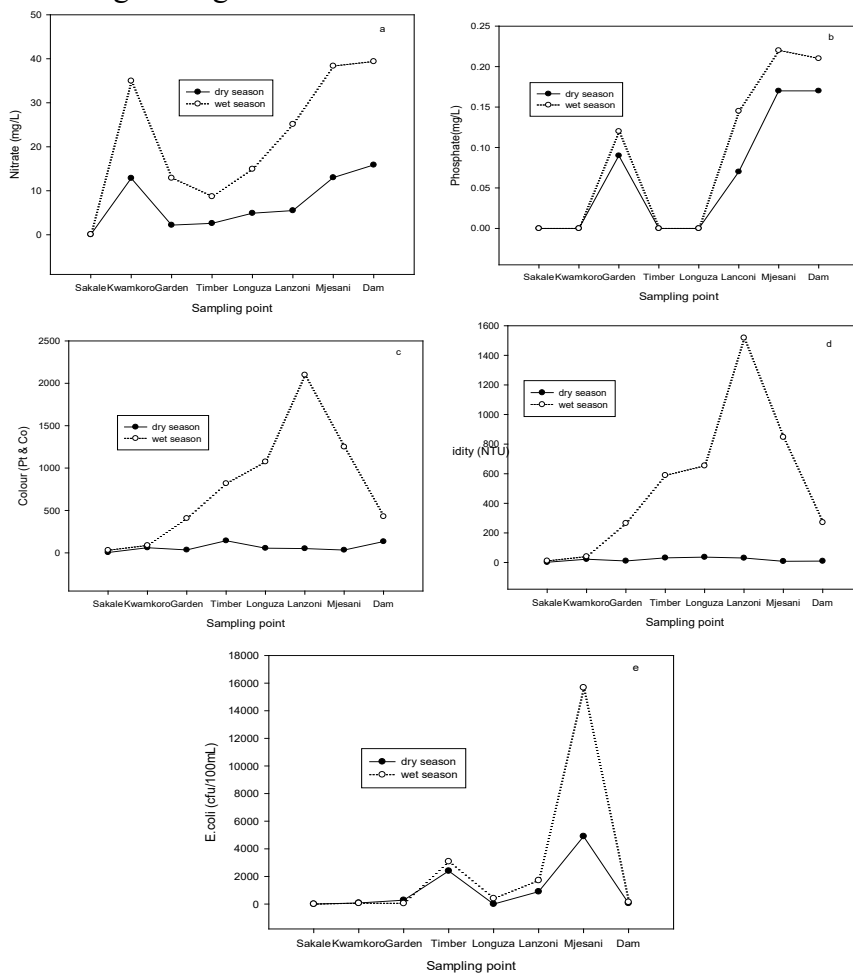 a
50
40
30
20
10
0
Nitrate (mg/L)
dry season
wet season
Sakale Kwamkoro Garden Timber Longuza Lanzoni Mjesani Dam
Sampling point
b
0.25
0.20
0.15
0.10
0.05
0.00
Phosphate(mg/L)
dry season
wet season
Sakale Kwamkoro Garden Timber Longuza Lanconi Mjesani Dam
Sampling point
c
2500
2000
1500
1000
500
0
Colour (Pt & Co)
dry season
wet season
Sakale Kwamkoro Garden Timber Longuza Lanzoni Mjesani Dam
Sampling point
d
1600
1400
1200
1000
800
600
400
200
0
idity (NTU)
dry season
wet season
Sakale Kwamkoro Garden Timber Longuza Lanzoni Mjesani Dam
Sampling point
e
18000
16000
14000
12000
10000
8000
6000
4000
2000
0
E.coli (cfu/100mL)
dry season
wet season
Sakale Kwamkoro Garden Timber Longuza Lanzoni Mjesani Dam
Sampling point